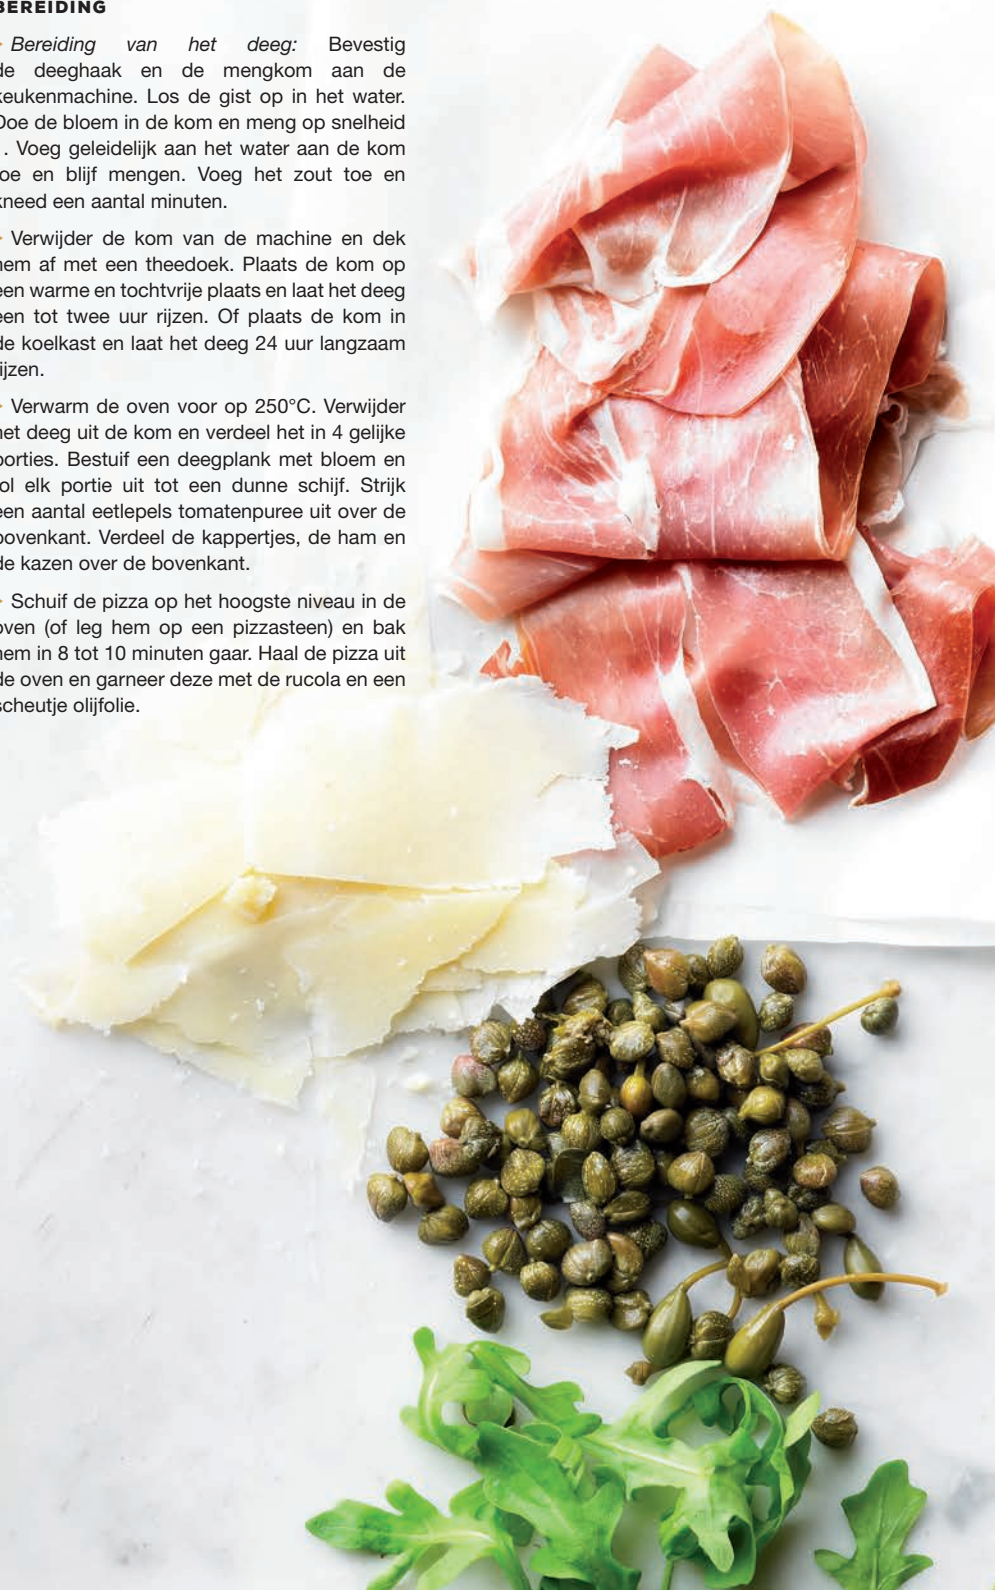 BEREIDING
Bereiding van het deeg: Bevestig
de deeghaak en de mengkom aan de
keukenmachine. Los de gist op in het water.
Doe de bloem in de kom en meng op snelheid
. Voeg geleidelijk aan het water aan de kom
toe en blijf mengen. Voeg het zout toe en
kneed een aantal minuten.
Verwijder de kom van de machine en dek
hem af met een theedoek. Plaats de kom op
een warme en tochtvrije plaats en laat het deeg
een tot twee uur rijzen. Of plaats de kom in
de koelkast en laat het deeg 24 uur langzaam
rijzen.
Verwarm de oven voor op 250°C. Verwijder
het deeg uit de kom en verdeel het in 4 gelijke
porties. Bestuif een deegplank met bloem en
rol elk portie uit tot een dunne schijf. Strijk
een aantal eetlepels tomatenpuree uit over de
bovenkant. Verdeel de kappertjes, de ham en
de kazen over de bovenkant.
Schuif de pizza op het hoogste niveau in de
oven (of leg hem op een pizzasteen) en bak
hem in 8 tot 10 minuten gaar. Haal de pizza uit
de oven en garneer deze met de rucola en een
scheutje olijfolie.